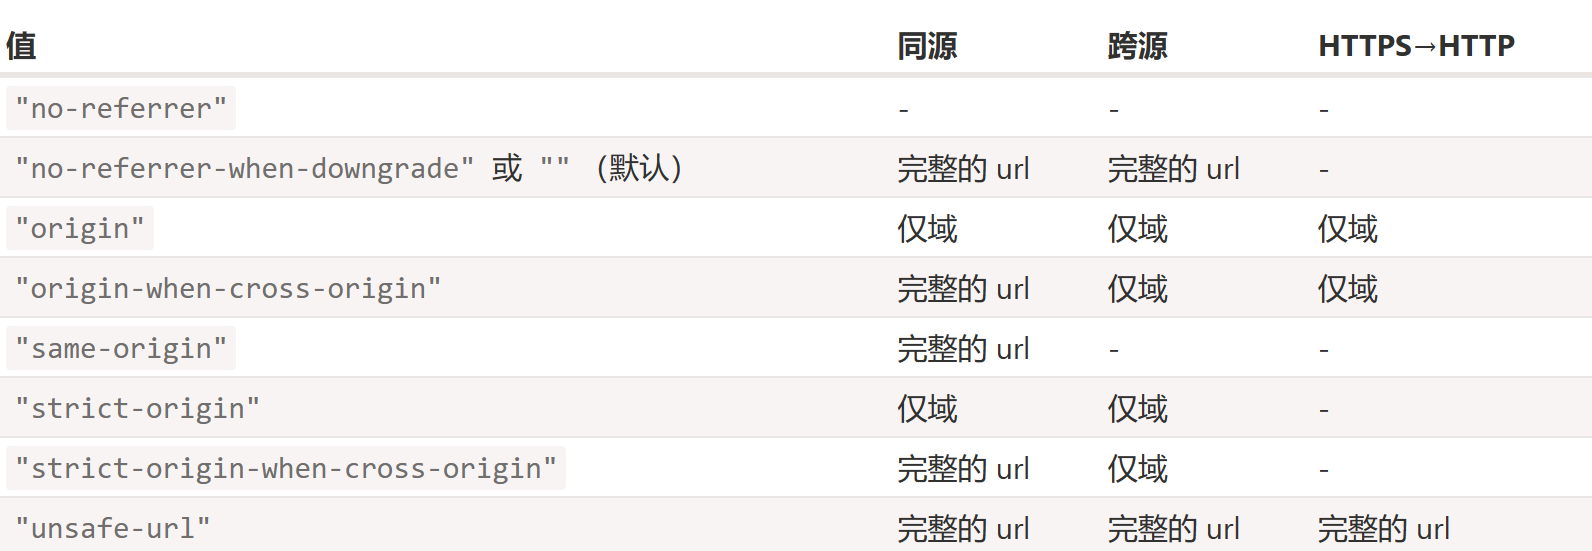 值 同源 跨源 HTTPS→HTTP
"no-referrer" - - -
"no-referrer-when-downgrade" 或 "" （默认） 完整的 url 完整的 url -
"origin" 仅域 仅域 仅域
"origin-when-cross-origin" 完整的 url 仅域 仅域
"same-origin" 完整的 url - -
"strict-origin" 仅域 仅域 -
"strict-origin-when-cross-origin" 完整的 url 仅域 -
"unsafe-url" 完整的 url 完整的 url 完整的 url